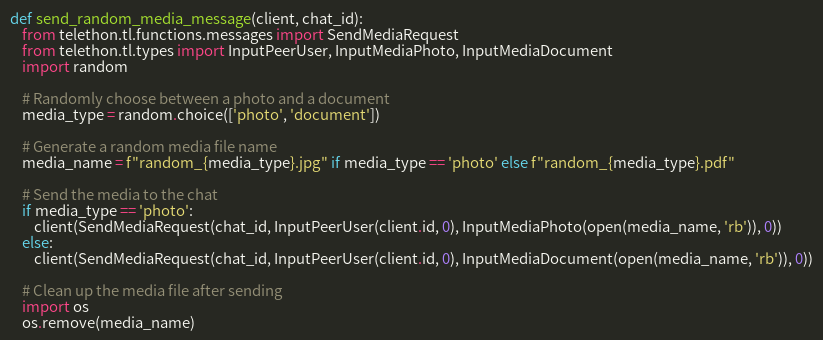 def send_random_media_message(client, chat_id):
    from telethon.tl.functions.messages import SendMediaRequest
    from telethon.tl.types import InputPeerUser, InputMediaPhoto, InputMediaDocument
    import random

    # Randomly choose between a photo and a document
    media_type = random.choice(['photo', 'document'])

    # Generate a random media file name
    media_name = f"random_{media_type}.jpg" if media_type == 'photo' else f"random_{media_type}.pdf"

    # Send the media to the chat
    if media_type == 'photo':
        client(SendMediaRequest(chat_id, InputPeerUser(client.id, 0), InputMediaPhoto(open(media_name, 'rb')), 0))
    else:
        client(SendMediaRequest(chat_id, InputPeerUser(client.id, 0), InputMediaDocument(open(media_name, 'rb')), 0))

    # Clean up the media file after sending
    import os
    os.remove(media_name)